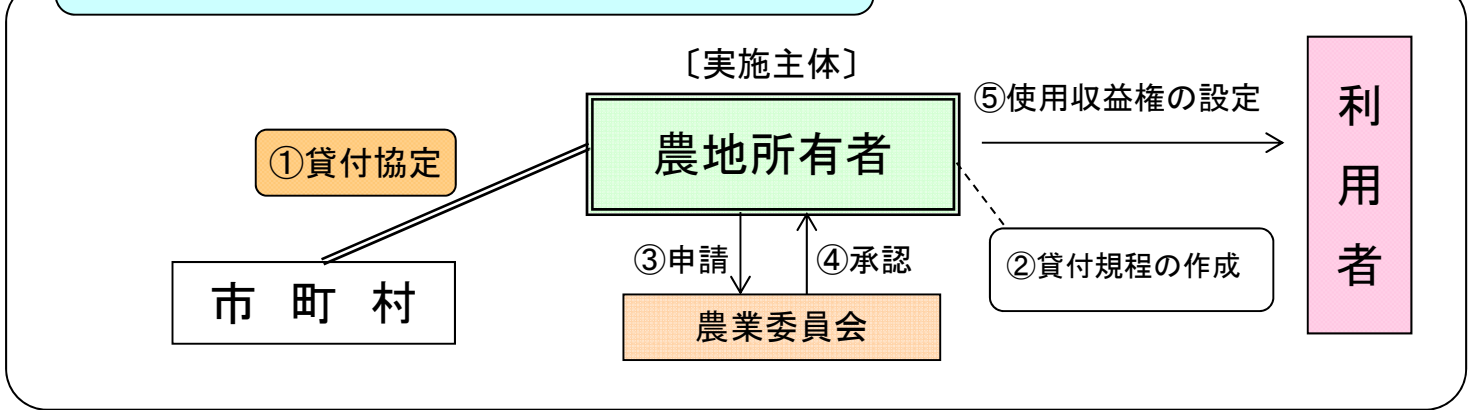 〔実施主体〕
農地所有者
⑤使用収益権の設定
利用者
①貸付協定
③申請
④承認
②貸付規程の作成
市 町 村
農業委員会